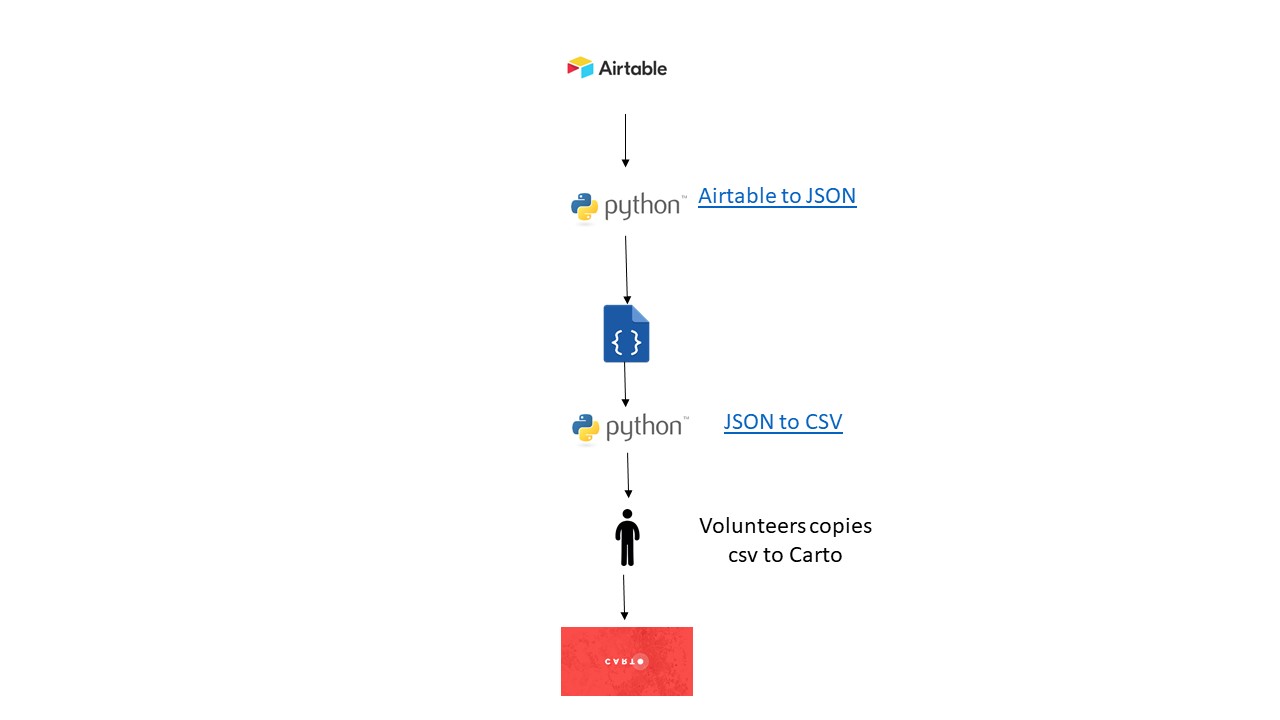 Airtable
python™
Airtable to JSON
{ }
python™
JSON to CSV
Volunteers copies
csv to Carto
CARTO